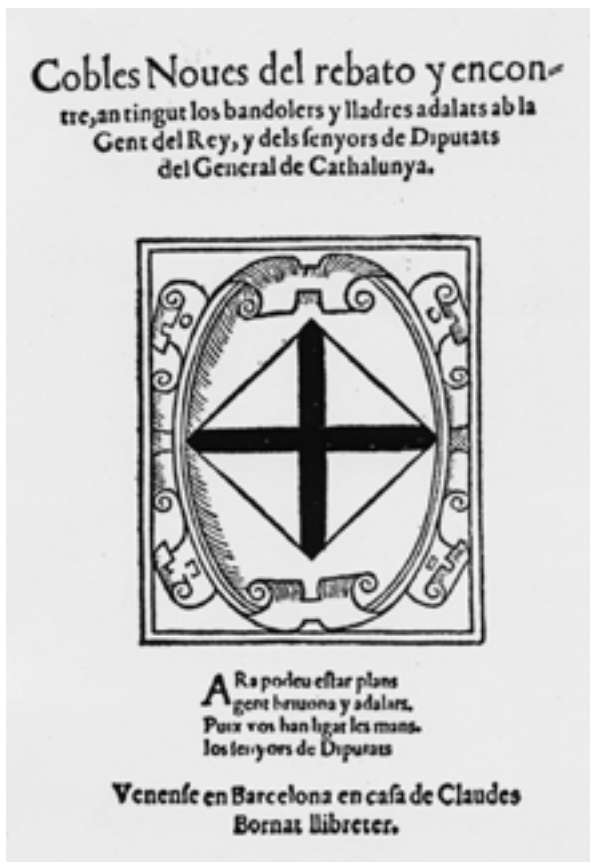 Cobles Noues del rebato y encon-
tre, an tingut los bandolers y lladres adalats ab la
Gent del Rey, y dels ſenyors de Diputats
del General de Cathalunya.
ARa podeu eſtar plans
gent y adalats,
Puix vos han ligat les mans.
los ſenyors de Diputats
Venenſe en Barcelona en caſa de Claudes
Bornat llibreter.